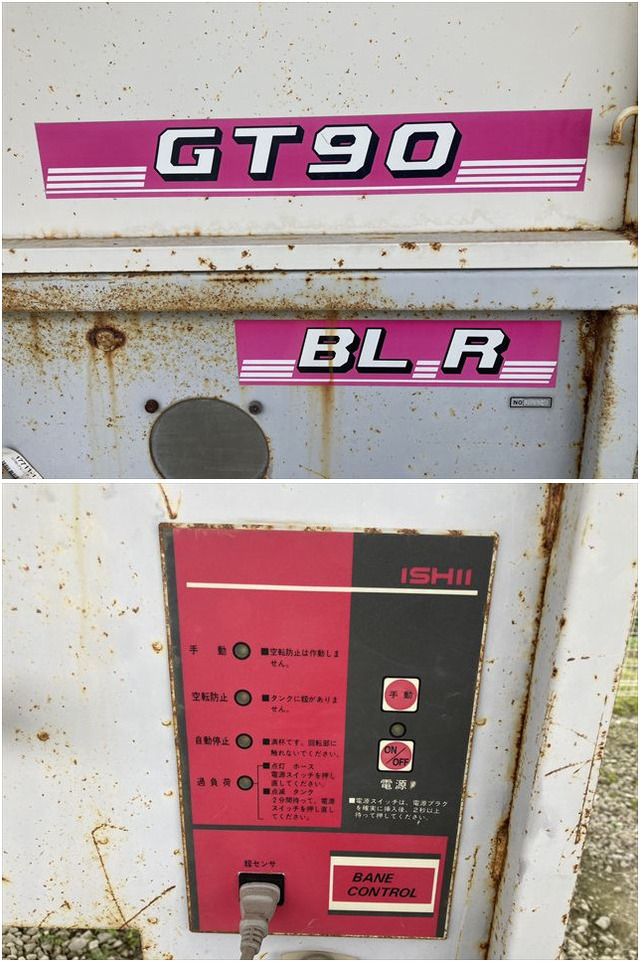 GT90
BL R
NO
ISHII
手 動
■空転防止は作動しま
せん。
空転防止
■タンクに籾がありま
せん。
自動停止
■満杯です。回転部に
触れないでください。
過負荷
■点灯 ホース
電源スイッチを押し
直してください。
■点滅 タンク
2分間待って、電源
スイッチを押し直し
てください。
手動
ON/OFF
電源
■電源スイッチは、電源プラグ
を確実に挿入後、2秒以上
待って押してください。
籾センサ
BANE
CONTROL